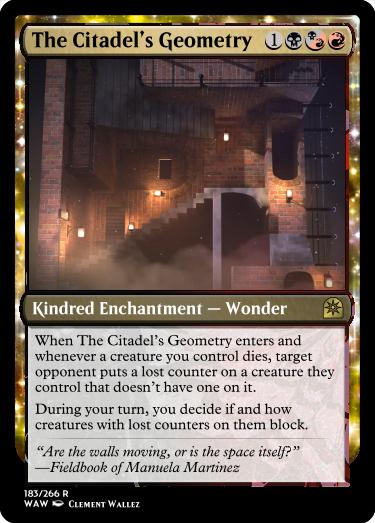 The Citadel's Geometry 1
Kindred Enchantment — Wonder
When The Citadel's Geometry enters and
whenever a creature you control dies, target
opponent puts a lost counter on a creature they
control that doesn't have one on it.
During your turn, you decide if and how
creatures with lost counters on them block.
“Are the walls moving, or is the space itself?”
—Fieldbook of Manuela Martinez
183/266 R
WAW Clement Wallez